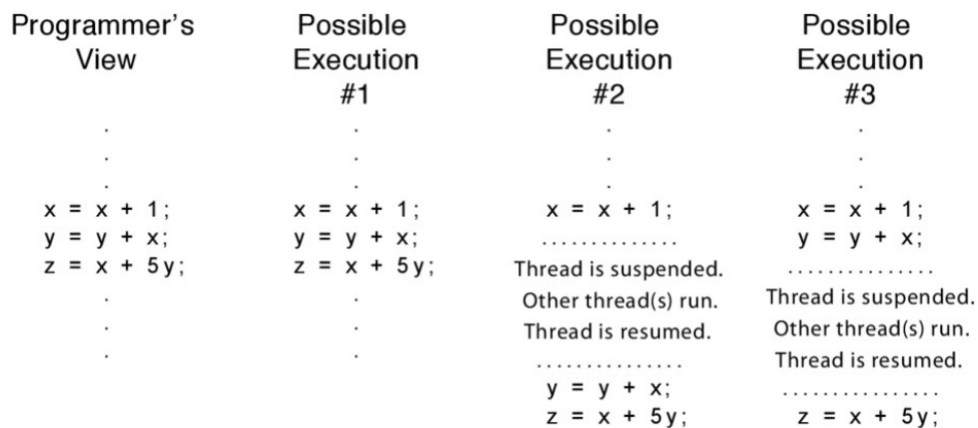 Programmer's View
Possible Execution #1
Possible Execution #2
Possible Execution #3
.
.
.
x = x + 1;
y = y + x;
z = x + 5y;
.
.
.
.
.
.
x = x + 1;
y = y + x;
z = x + 5y;
.
.
.
.
.
.
x = x + 1;
..............
Thread is suspended.
Other thread(s) run.
Thread is resumed.
...............
y = y + x;
z = x + 5y;
.
.
.
x = x + 1;
y = y + x;
...............
Thread is suspended.
Other thread(s) run.
Thread is resumed.
................
z = x + 5y;